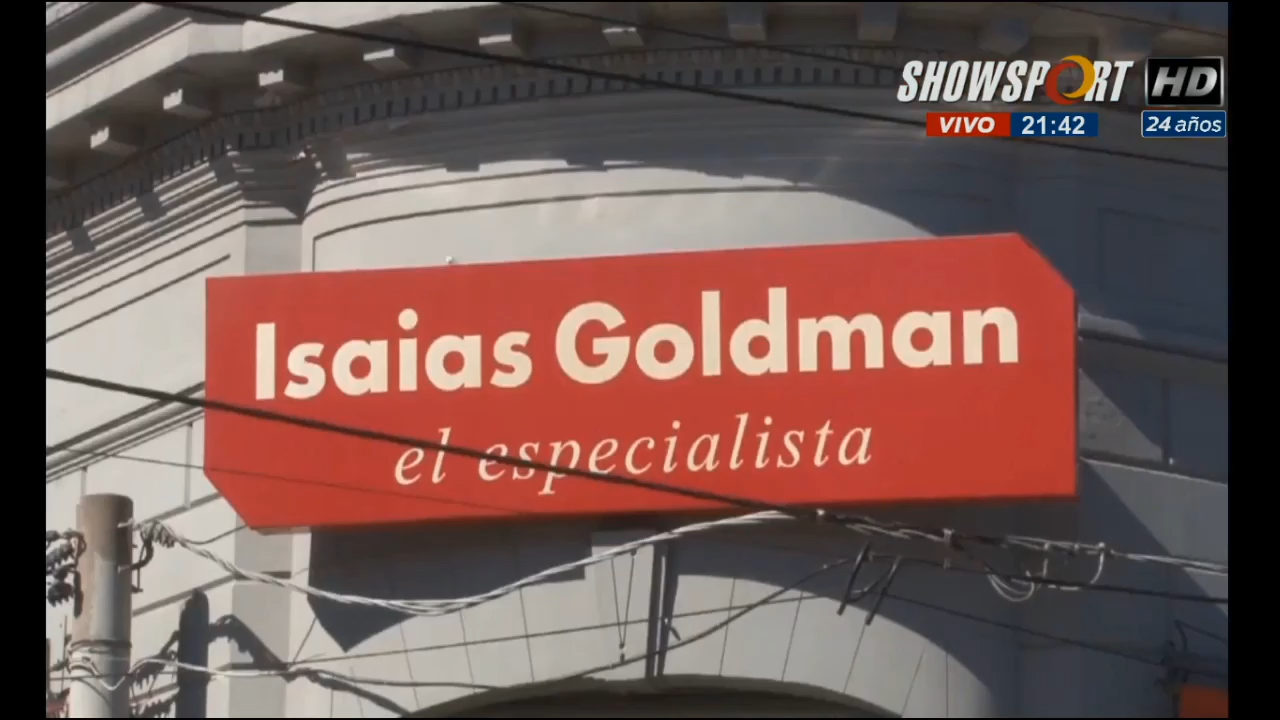 SHOWSPORT HD
VIVO 21:42 24 años
Isaias Goldman
el especialista